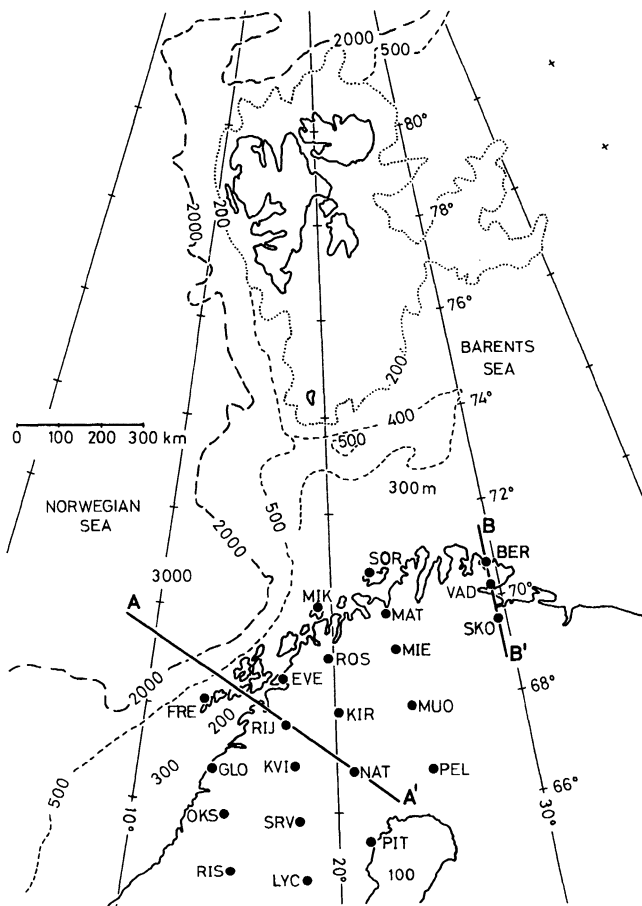 2000
500
80°
2000
200
78°
76°
BARENTS
SEA
200
74°
400
0 100 200 300 km
500
300 m
500
72°
NORWEGIAN
SEA
2000
B
BER
SOR
3000
VAD
70°
A
MIK
MAT
SKO
MIE
B'
ROS
EVE
68°
2000
FRE
200
KIR
MUO
RIJ
300
GLO
KVI
NAT
PEL
500
66°
A'
10°
30°
OKS
SRV
PIT
RIS
LYC
20°
100